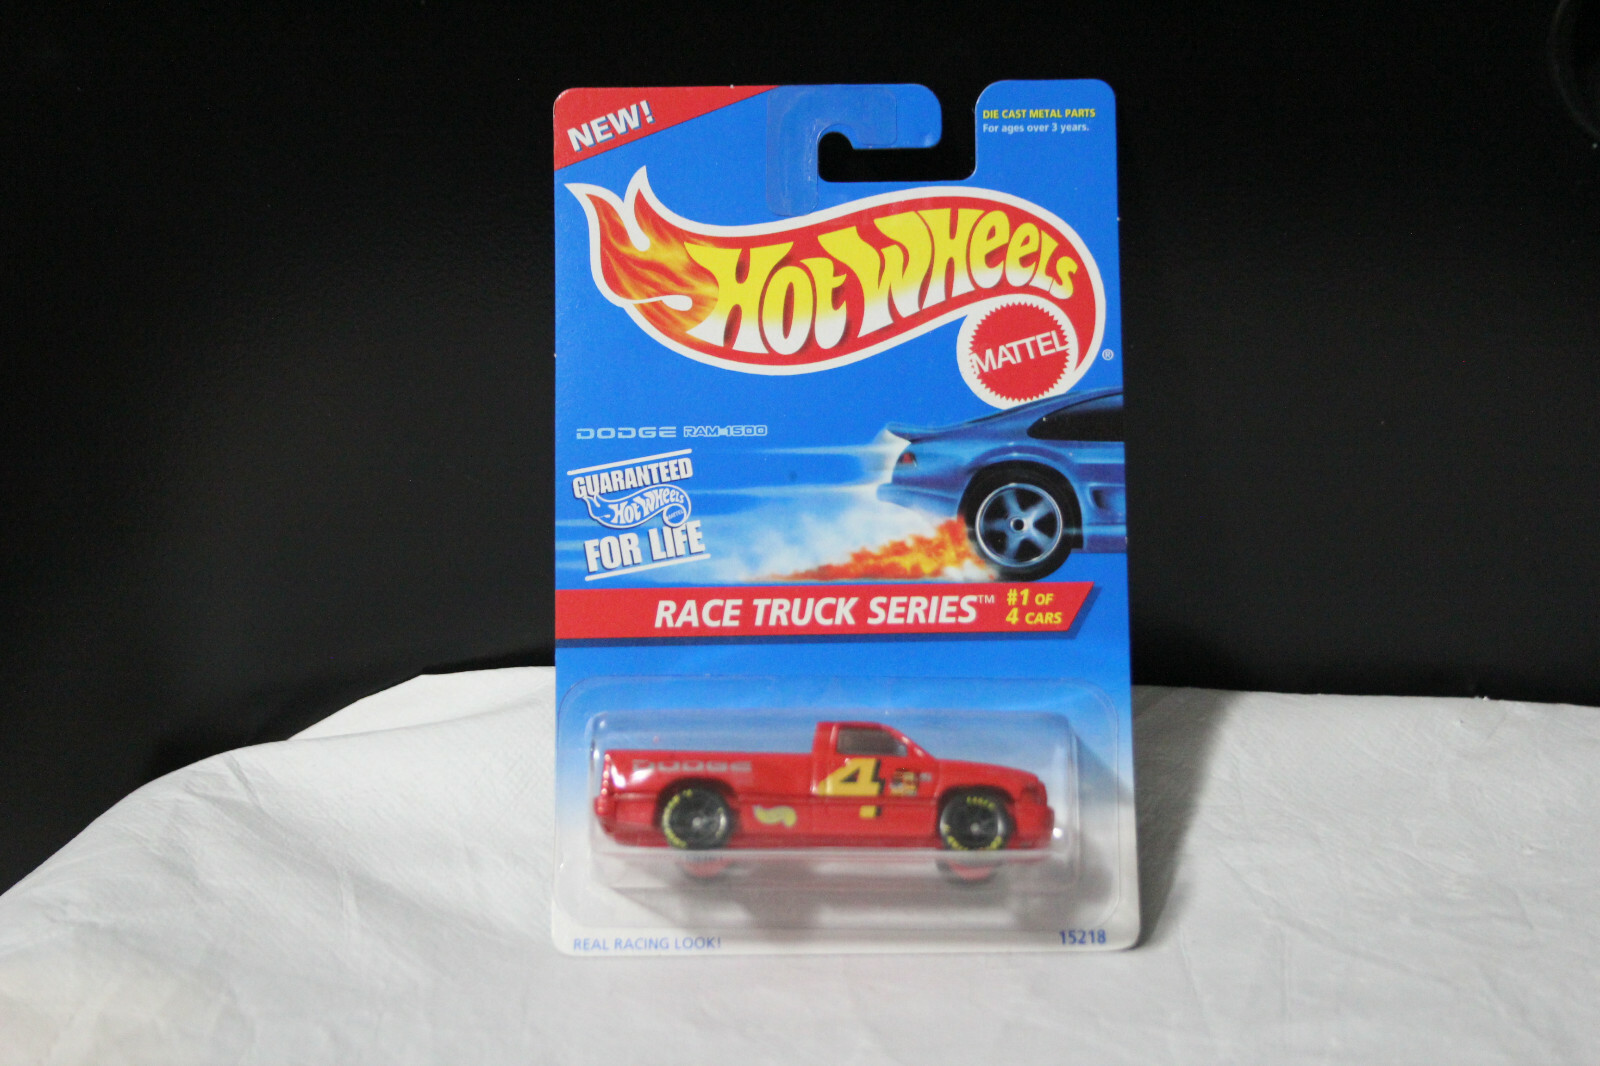 NEW!
DIE CAST METAL PARTS
For ages over 3 years.
Hot Wheels
MATTEL
®
DODGE RAM 1500
GUARANTEED
Hot Wheels
MATTEL
FOR LIFE
RACE TRUCK SERIES™ #1 OF
4 CARS
DODGE
4
REAL RACING LOOK!
15218